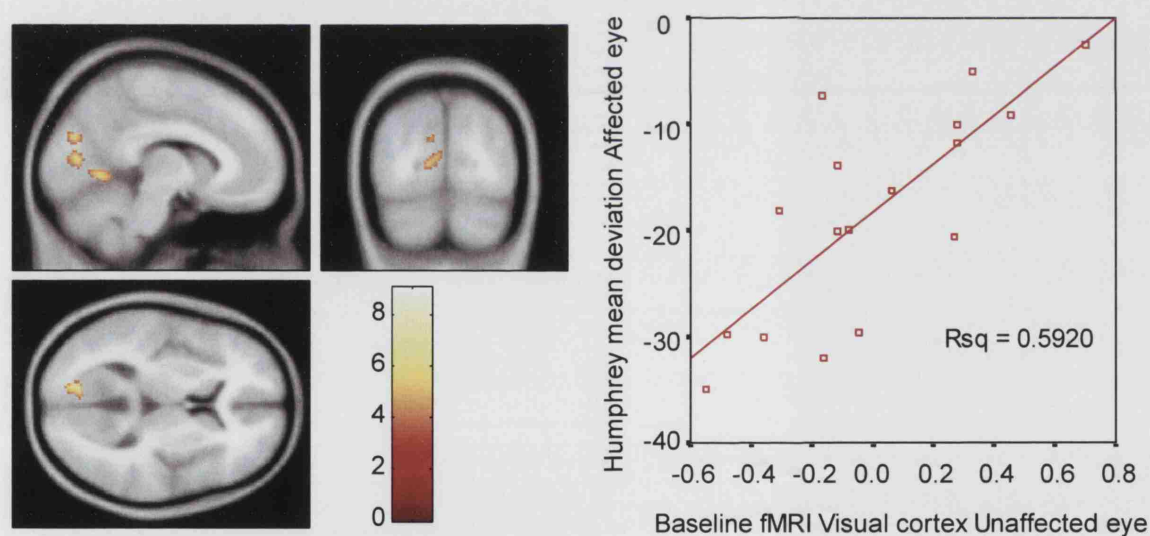 8
6
4
2
0
Humphrey mean deviation Affected eye
0
-10
-20
-30
-40
Rsq = 0.5920
-0.6 -0.4 -0.2 0.0 0.2 0.4 0.6 0.8
Baseline fMRI Visual cortex Unaffected eye